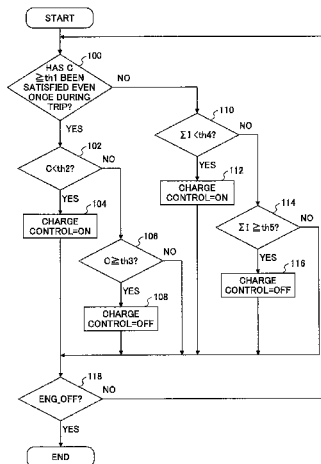 START
100
HAS C
≧th1 BEEN
SATISFIED EVEN
ONCE DURING
TRIP?
NO
YES
102
C<th2?
NO
YES
104
CHARGE
CONTROL=ON
106
C≧th3?
NO
YES
108
CHARGE
CONTROL=OFF
110
ΣI<th4?
NO
YES
112
CHARGE
CONTROL=ON
114
ΣI≧th5?
NO
YES
116
CHARGE
CONTROL=OFF
118
ENG_OFF?
NO
YES
END